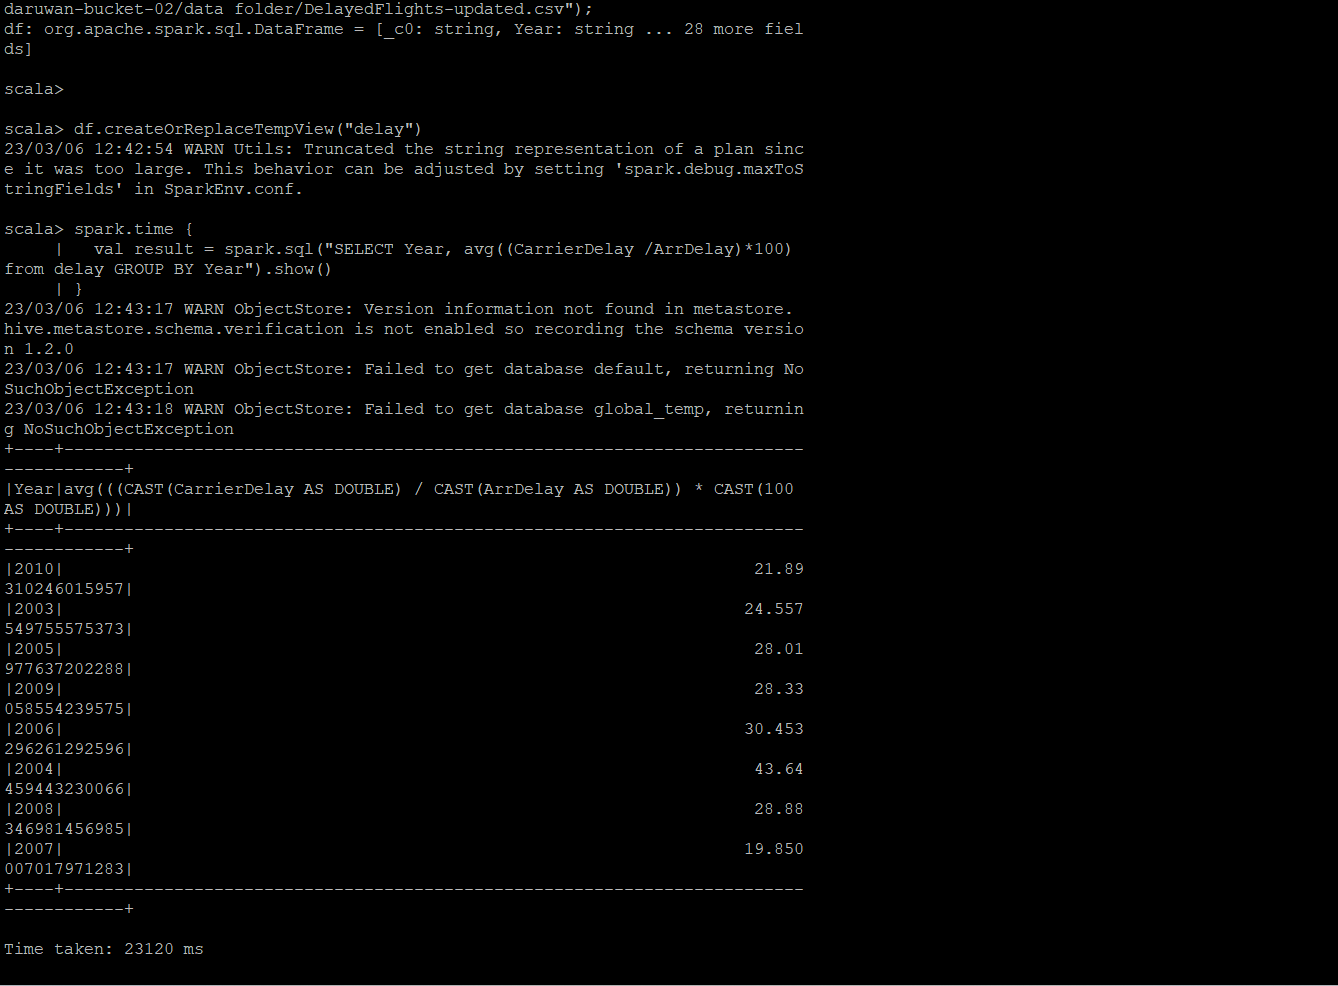 daruwan-bucket-02/data folder/DelayedFlights-updated.csv");
df: org.apache.spark.sql.DataFrame = [_c0: string, Year: string ... 28 more fiel
ds]
scala>
scala> df.createOrReplaceTempView("delay")
23/03/06 12:42:54 WARN Utils: Truncated the string representation of a plan sinc
e it was too large. This behavior can be adjusted by setting 'spark.debug.maxToS
tringFields' in SparkEnv.conf.
scala> spark.time {
     |   val result = spark.sql("SELECT Year, avg((CarrierDelay /ArrDelay)*100)
from delay GROUP BY Year").show()
     | }
23/03/06 12:43:17 WARN ObjectStore: Version information not found in metastore.
hive.metastore.schema.verification is not enabled so recording the schema versio
n 1.2.0
23/03/06 12:43:17 WARN ObjectStore: Failed to get database default, returning No
SuchObjectException
23/03/06 12:43:18 WARN ObjectStore: Failed to get database global_temp, returnin
g NoSuchObjectException
+----+--------------------------------------------------------------------------
------------+
|Year|avg(((CAST(CarrierDelay AS DOUBLE) / CAST(ArrDelay AS DOUBLE)) * CAST(100
AS DOUBLE)))|
+----+--------------------------------------------------------------------------
------------+
|2010|                                                                     21.89
310246015957|
|2003|                                                                    24.557
549755575373|
|2005|                                                                     28.01
977637202288|
|2009|                                                                     28.33
058554239575|
|2006|                                                                    30.453
296261292596|
|2004|                                                                     43.64
459443230066|
|2008|                                                                     28.88
346981456985|
|2007|                                                                    19.850
007017971283|
+----+--------------------------------------------------------------------------
------------+
Time taken: 23120 ms